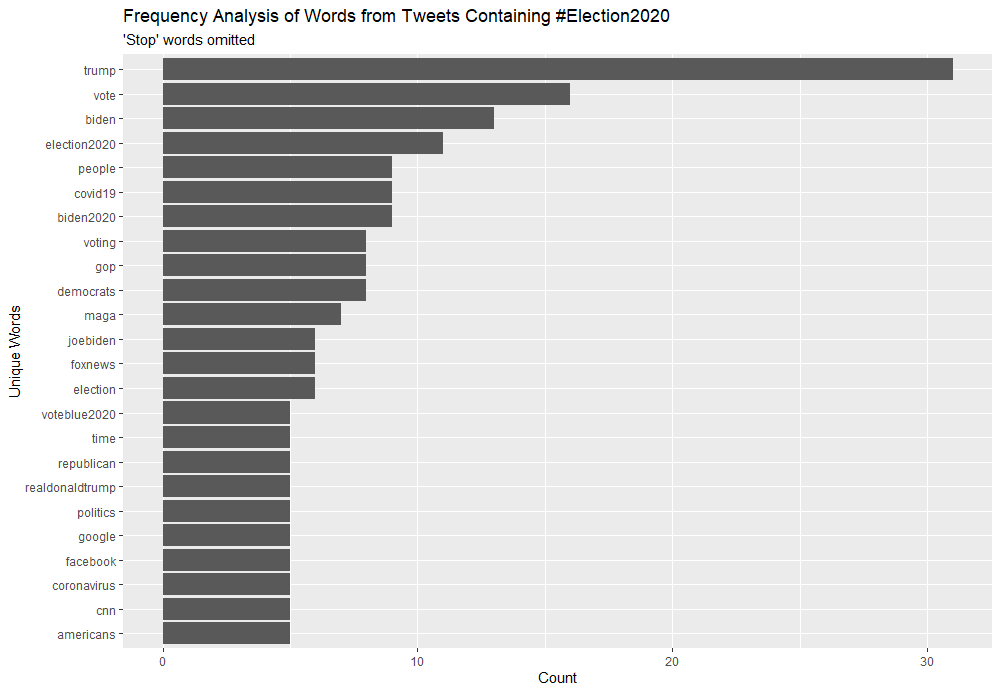 Frequency Analysis of Words from Tweets Containing #Election2020
'Stop' words omitted
trump
vote
biden
election2020
people
covid19
biden2020
voting
gop
democrats
maga
joebiden
foxnews
election
voteblue2020
time
republican
realdonaldtrump
politics
google
facebook
coronavirus
cnn
americans
Unique Words
0 10 20 30
Count